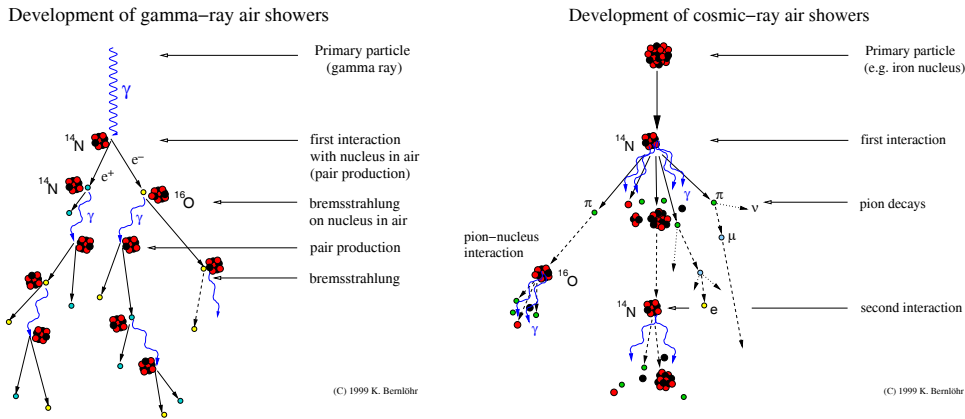 Development of gamma−ray air showers
Primary particle
(gamma ray)
γ
¹⁴N
first interaction
with nucleus in air
(pair production)
e⁻
e⁺
¹⁴N
¹⁶O
bremsstrahlung
on nucleus in air
γ
γ
pair production
bremsstrahlung
(C) 1999 K. Bernlöhr
Development of cosmic−ray air showers
Primary particle
(e.g. iron nucleus)
¹⁴N
first interaction
γ
π
π
ν
pion decays
μ
pion−nucleus
interaction
¹⁶O
γ
¹⁴N
e
second interaction
(C) 1999 K. Bernlöhr